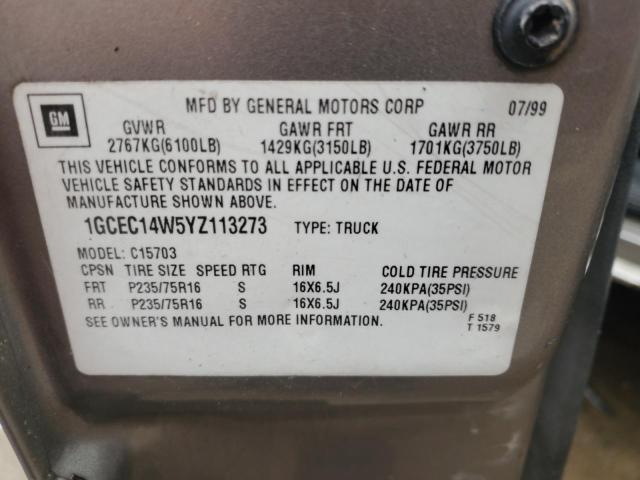 GM MFD BY GENERAL MOTORS CORP 07/99
GVWR GAWR FRT GAWR RR
2767KG(6100LB) 1429KG(3150LB) 1701KG(3750LB)
THIS VEHICLE CONFORMS TO ALL APPLICABLE U.S. FEDERAL MOTOR
VEHICLE SAFETY STANDARDS IN EFFECT ON THE DATE OF
MANUFACTURE SHOWN ABOVE.
1GCEC14W5YZ113273 TYPE: TRUCK
MODEL: C15703
CPSN TIRE SIZE SPEED RTG RIM COLD TIRE PRESSURE
FRT P235/75R16 S 16X6.5J 240KPA(35PSI)
RR P235/75R16 S 16X6.5J 240KPA(35PSI)
SEE OWNER'S MANUAL FOR MORE INFORMATION.
F 518
T 1579